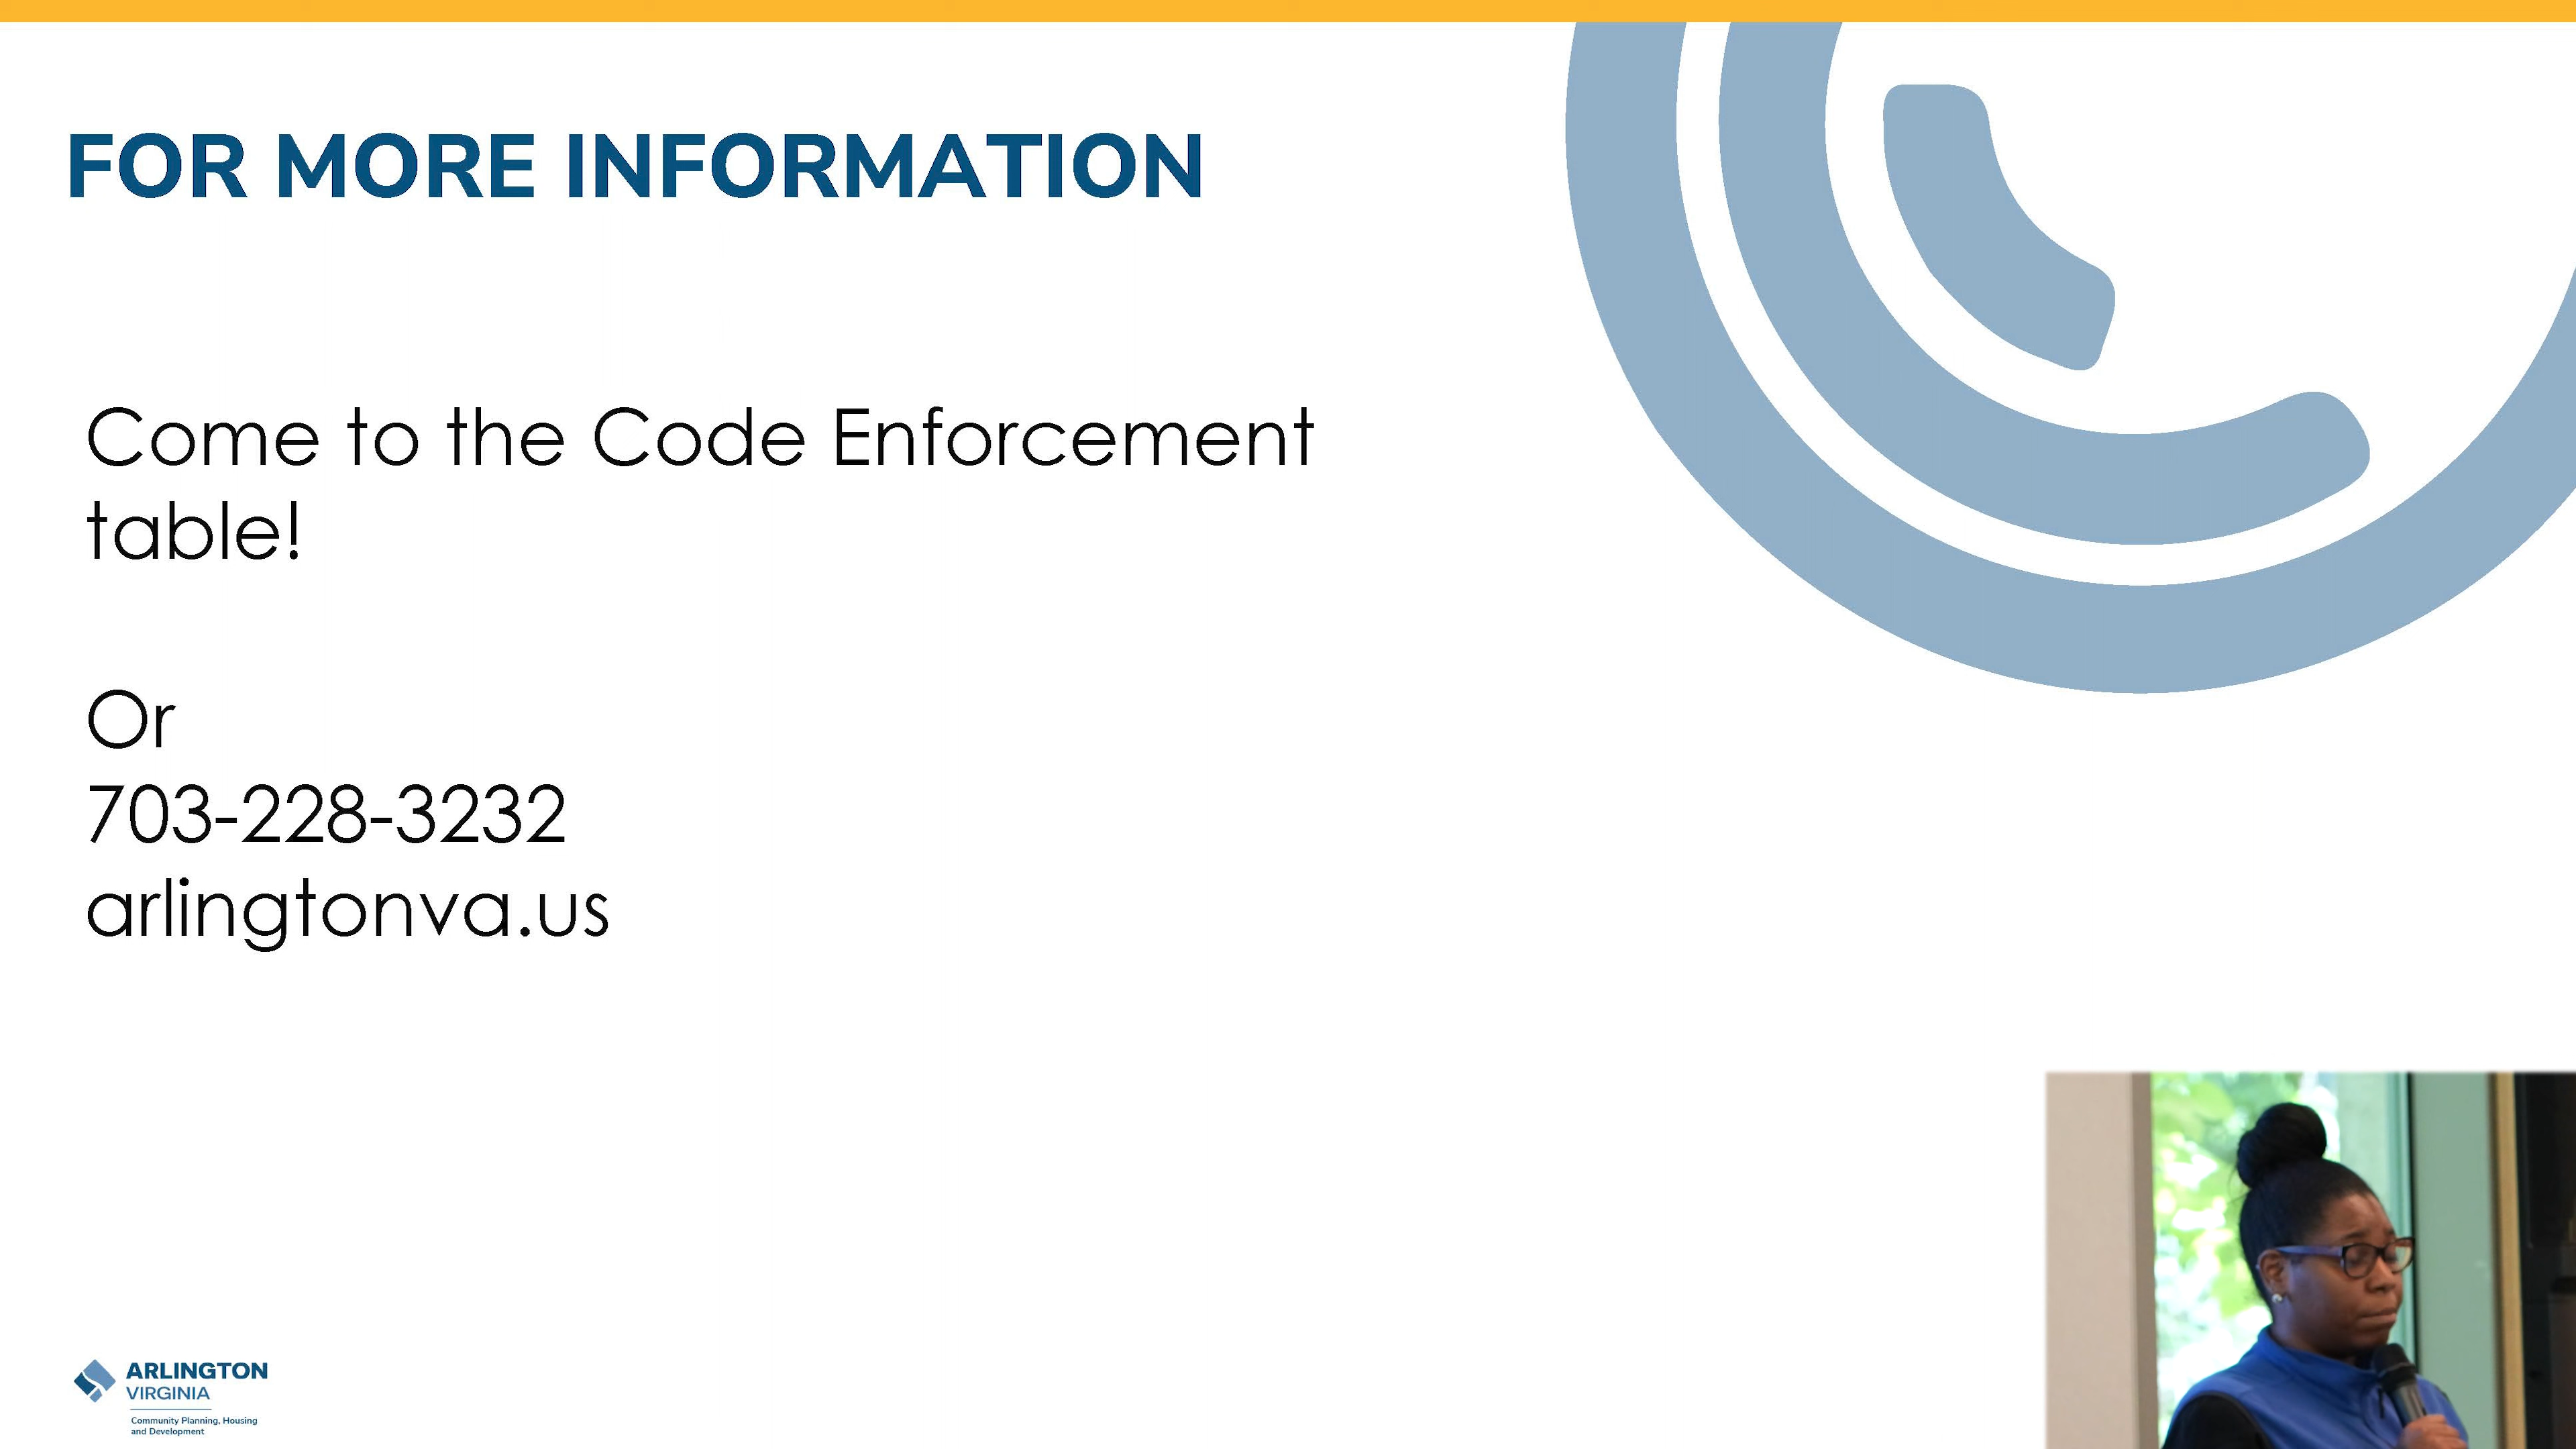 FOR MORE INFORMATION
Come to the Code Enforcement
table!
Or
703-228-3232
arlingtonva.us
ARLINGTON
VIRGINIA
Community Planning, Housing
and Development